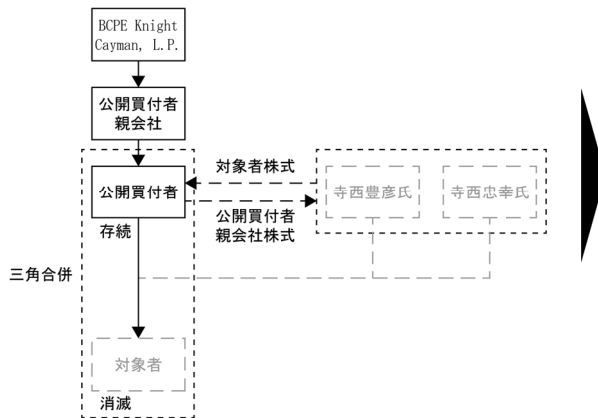 BCPE Knight
Cayman, L.P.
公開買付者
親会社
対象者株式
公開買付者
寺西豊彦氏
寺西忠幸氏
存続
公開買付者
親会社株式
三角合併
対象者
消滅